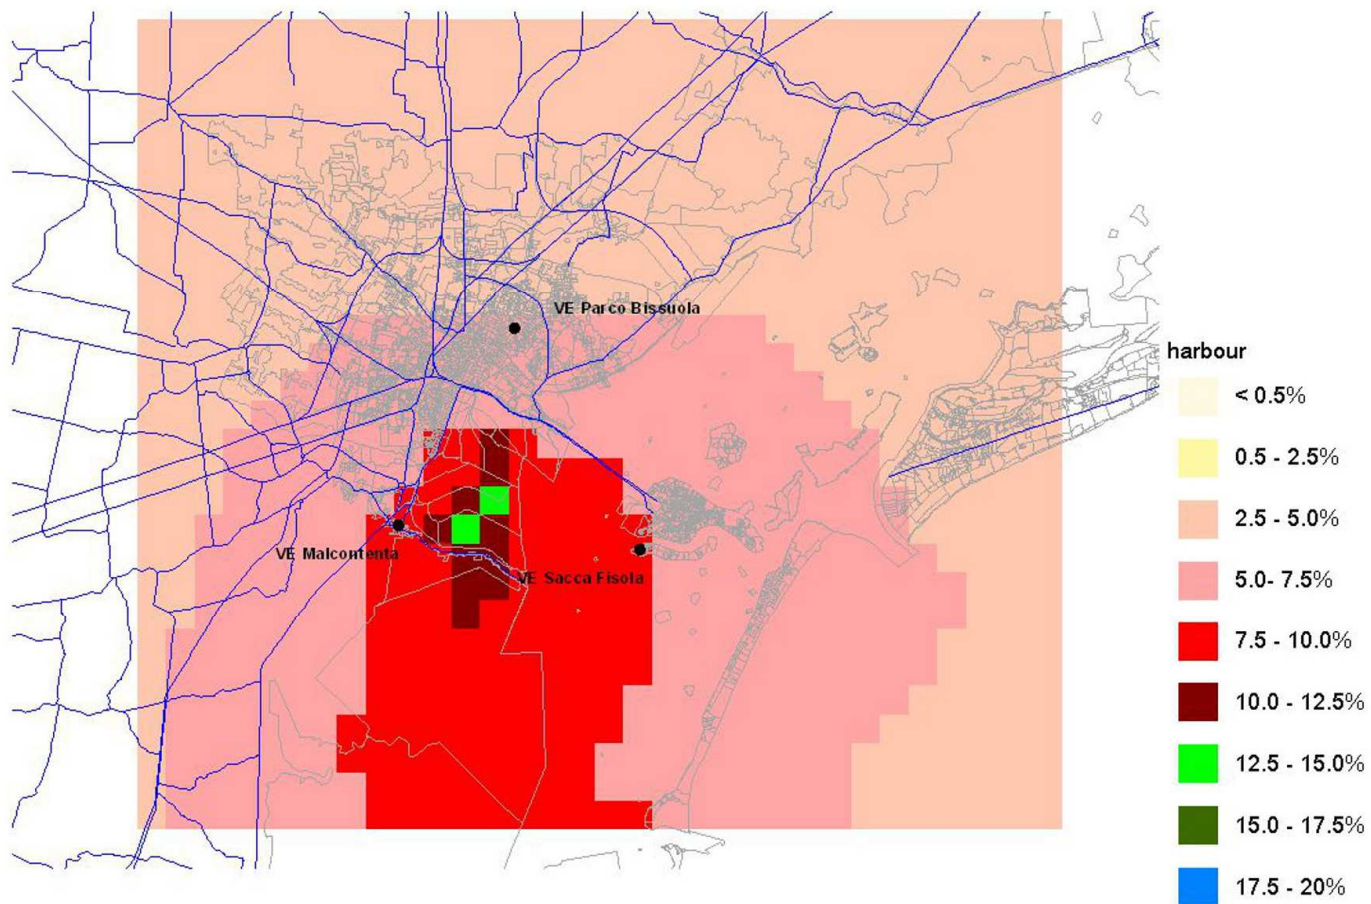 VE Parco Bissuola
VE Malcontenta
VE Sacca Fisola
harbour
< 0.5%
0.5 - 2.5%
2.5 - 5.0%
5.0- 7.5%
7.5 - 10.0%
10.0 - 12.5%
12.5 - 15.0%
15.0 - 17.5%
17.5 - 20%